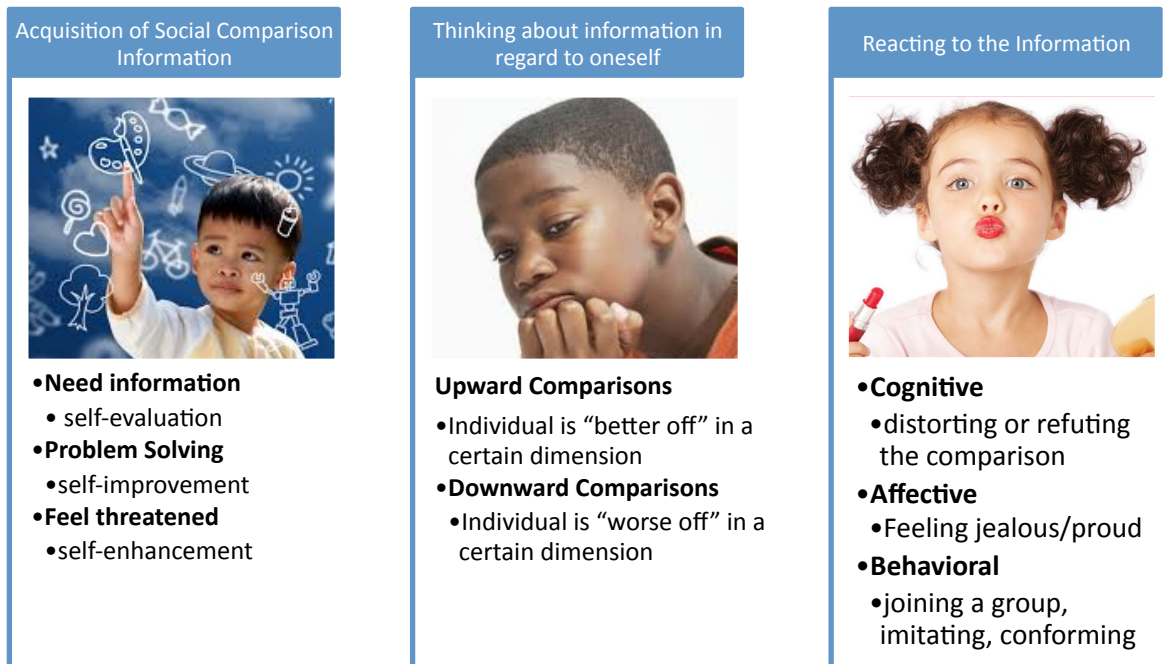 Acquisition of Social Comparison
Information
•Need information
• self-evaluation
•Problem Solving
•self-improvement
•Feel threatened
•self-enhancement
Thinking about information in
regard to oneself
Upward Comparisons
•Individual is “better off” in a
certain dimension
•Downward Comparisons
•Individual is “worse off” in a
certain dimension
Reacting to the Information
•Cognitive
•distorting or refuting
the comparison
•Affective
•Feeling jealous/proud
•Behavioral
•joining a group,
imitating, conforming